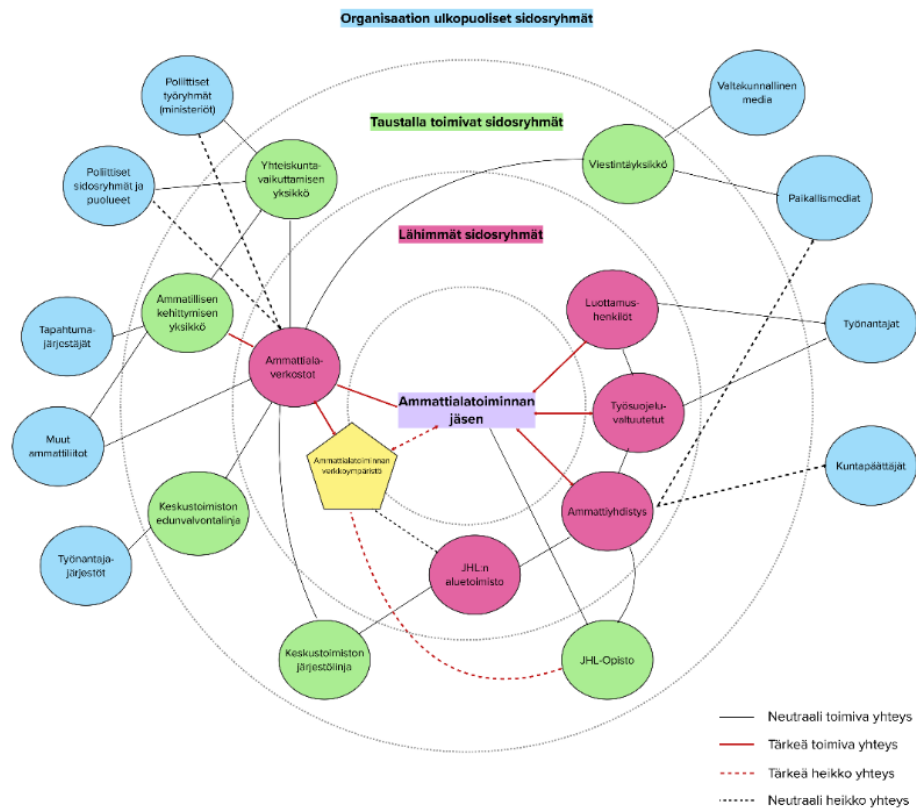 Organisaation ulkopuoliset sidosryhmät
Poliittiset
työryhmät
(ministeriöt)
Valtakunnallinen
media
Taustalla toimivat sidosryhmät
Yhteiskunta-
vaikuttamisen
yksikkö
Viestintäyksikkö
Poliittiset
sidosryhmät ja
puolueet
Paikallismediat
Lähimmät sidosryhmät
Ammatillisen
kehittymisen
yksikkö
Luottamus-
henkilöt
Tapahtuma-
järjestäjät
Työnantajat
Ammattiala-
verkostot
Ammattialatoiminnan
jäsen
Työsuojelu-
valtuutetut
Muut
ammattiliitot
Ammattialatoiminnan
verkkoympäristö
Kuntapäättäjät
Keskustoimiston
edunvalvontalinja
Ammattiyhdistys
Työnantaja-
järjestöt
JHL:n
aluetoimisto
Keskustoimiston
järjestölinja
JHL-Opisto
Neutraali toimiva yhteys
Tärkeä toimiva yhteys
Tärkeä heikko yhteys
Neutraali heikko yhteys